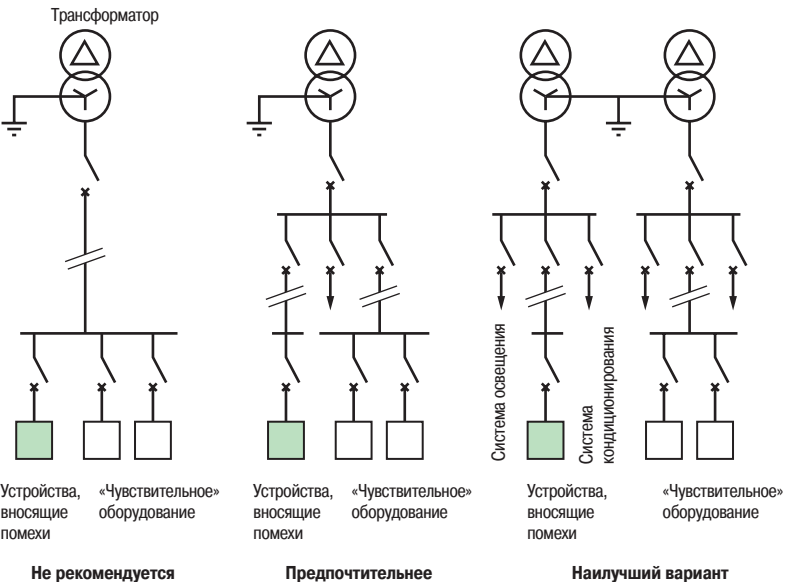 Трансформатор
Система освещения
Система
кондиционирования
Устройства,
вносящие
помехи
«Чувствительное»
оборудование
Устройства,
вносящие
помехи
«Чувствительное»
оборудование
Устройства,
вносящие
помехи
«Чувствительное»
оборудование
Не рекомендуется
Предпочтительнее
Наилучший вариант